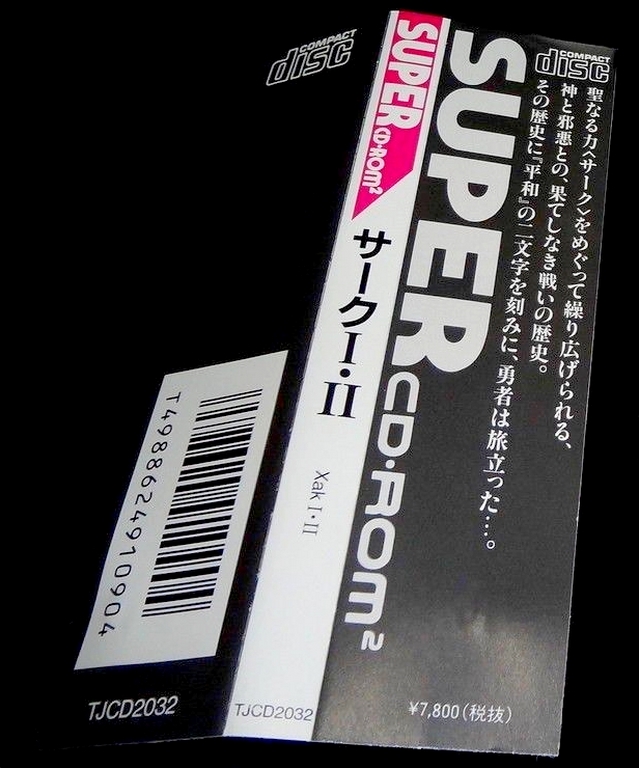 COMPACT
disc
T4988624910904
TJCD2032
SUPER CD-ROM²
サークI・II
Xak I・II
TJCD2032
SUPER
CD・ROM²
COMPACT
disc
聖なる力〈サーク〉をめぐって繰り広げられる、
神と邪悪との、果てしなき戦いの歴史。
その歴史に『平和』の二文字を刻みに、勇者は旅立った…。
¥7,800(税抜)